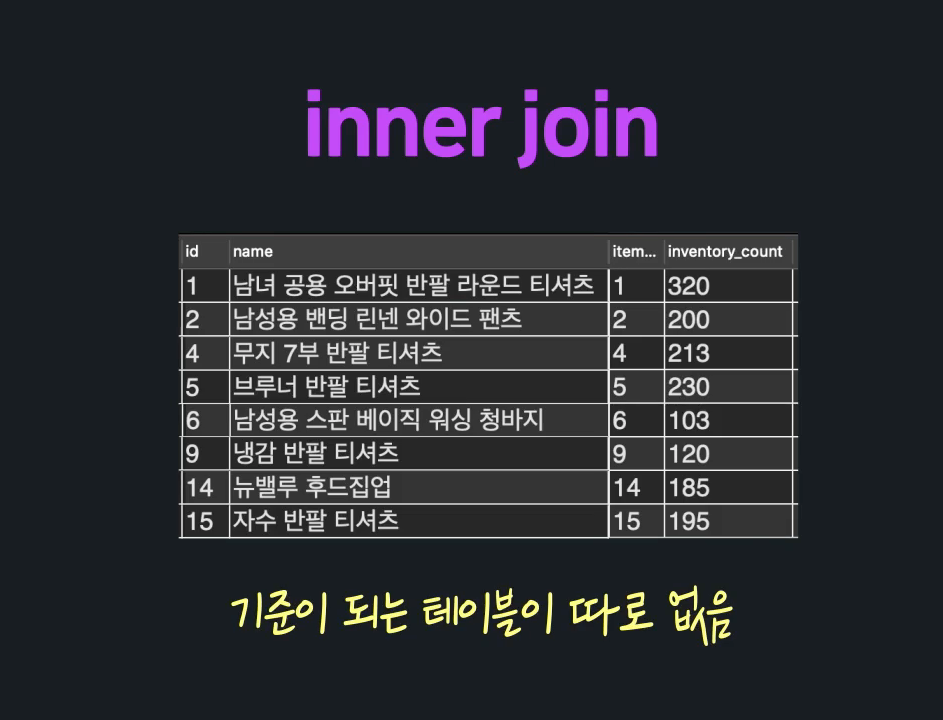 inner join
id name item... inventory_count
1 남녀 공용 오버핏 반팔 라운드 티셔츠 1 320
2 남성용 밴딩 린넨 와이드 팬츠 2 200
4 무지 7부 반팔 티셔츠 4 213
5 브루너 반팔 티셔츠 5 230
6 남성용 스판 베이직 워싱 청바지 6 103
9 냉감 반팔 티셔츠 9 120
14 뉴밸루 후드집업 14 185
15 자수 반팔 티셔츠 15 195
기준이 되는 테이블이 따로 없음